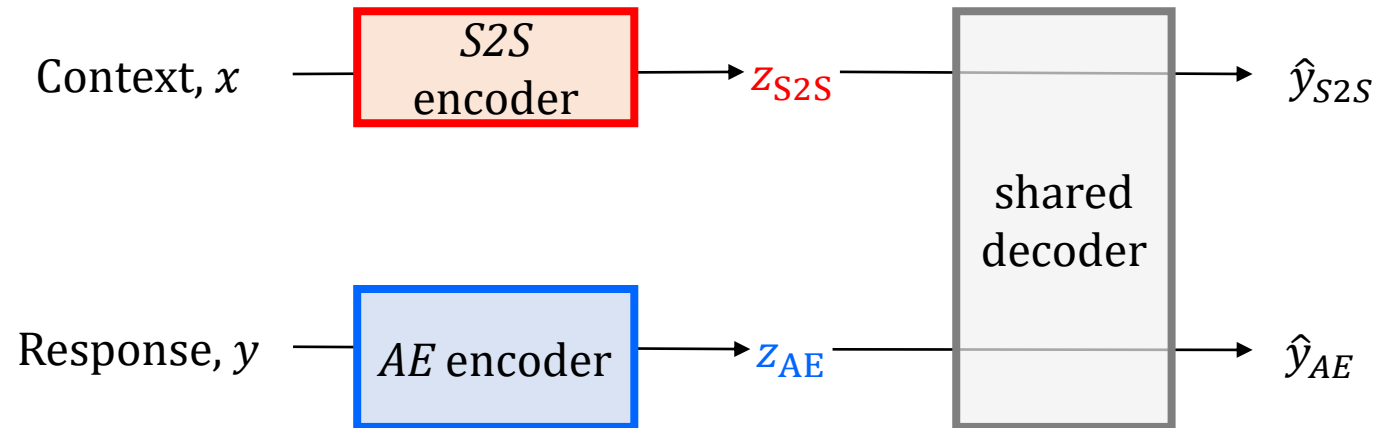 Context, x
S2S
encoder
z_S2S
ŷ_S2S
shared
decoder
Response, y
AE encoder
z_AE
ŷ_AE